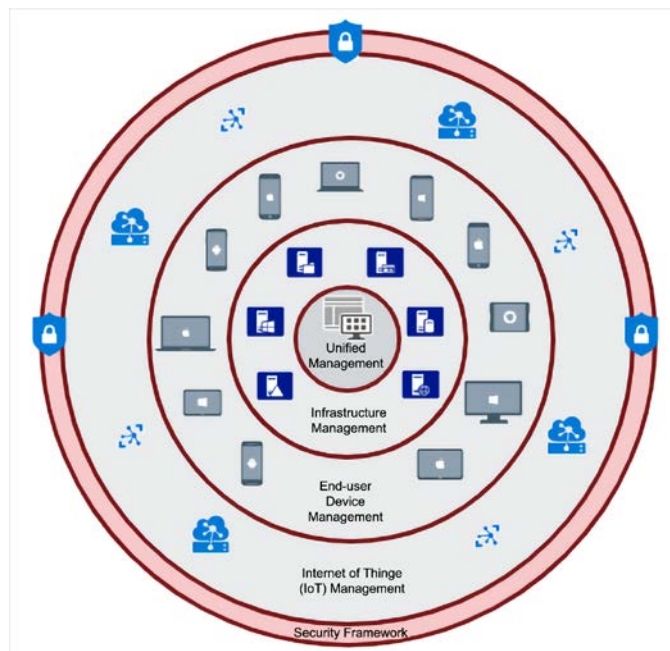 Unified
Management
Infrastructure
Management
End-user
Device
Management
Internet of Thinge
(IoT) Management
Security Framework